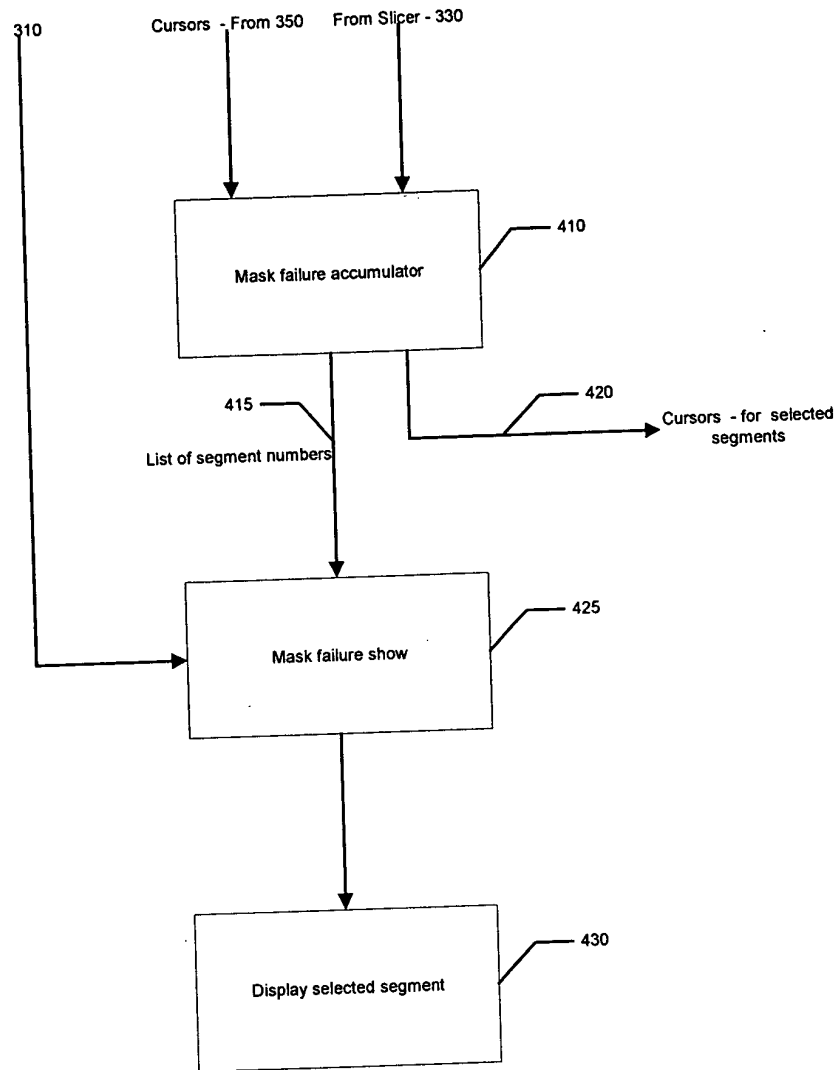 310
Cursors - From 350
From Slicer - 330
410
Mask failure accumulator
415
420
Cursors - for selected
segments
List of segment numbers
425
Mask failure show
430
Display selected segment